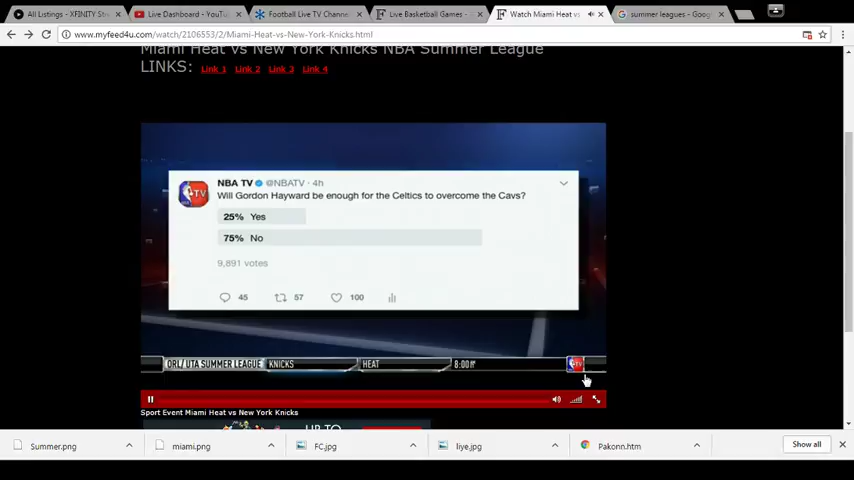 All Listings - XFINITY Str
Live Dashboard - YouTu
Football Live TV Channe
Live Basketball Games -
Watch Miami Heat vs
summer leagues - Goog
www.myfeed4u.com/watch/2106553/2/Miami-Heat-vs-New-York-Knicks.html
Miami Heat vs New York Knicks NBA Summer League
LINKS: Link 1 Link 2 Link 3 Link 4
NBA TV @NBATV · 4h
Will Gordon Hayward be enough for the Celtics to overcome the Cavs?
25% Yes
75% No
9,891 votes
45 57 100
ORL/ UTA SUMMER LEAGUE KNICKS HEAT 8:00
Sport Event Miami Heat vs New York Knicks
UP TO
Summer.png miami.png FC.jpg liye.jpg Pakonn.htm Show all